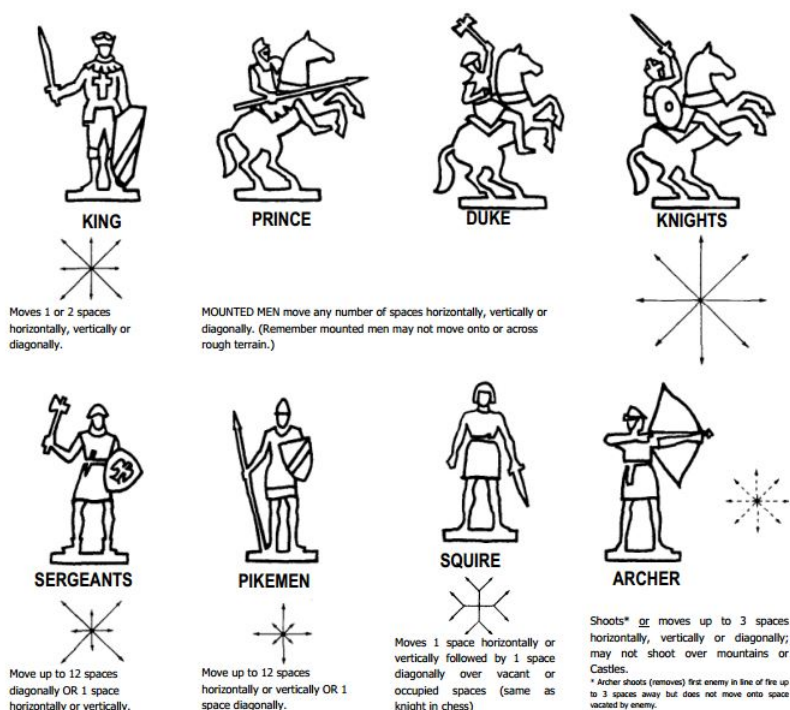 KING
PRINCE
DUKE
KNIGHTS
Moves 1 or 2 spaces
horizontally, vertically or
diagonally.
MOUNTED MEN move any number of spaces horizontally, vertically or
diagonally. (Remember mounted men may not move onto or across
rough terrain.)
SERGEANTS
PIKEMEN
SQUIRE
ARCHER
Move up to 12 spaces
diagonally OR 1 space
horizontally or vertically.
Move up to 12 spaces
horizontally or vertically OR 1
space diagonally.
Moves 1 space horizontally or
vertically followed by 1 space
diagonally over vacant or
occupied spaces (same as
knight in chess)
Shoots* or moves up to 3 spaces
horizontally, vertically or diagonally;
may not shoot over mountains or
Castles.
* Archer shoots (removes) first enemy in line of fire up
to 3 spaces away but does not move onto space
vacated by enemy.